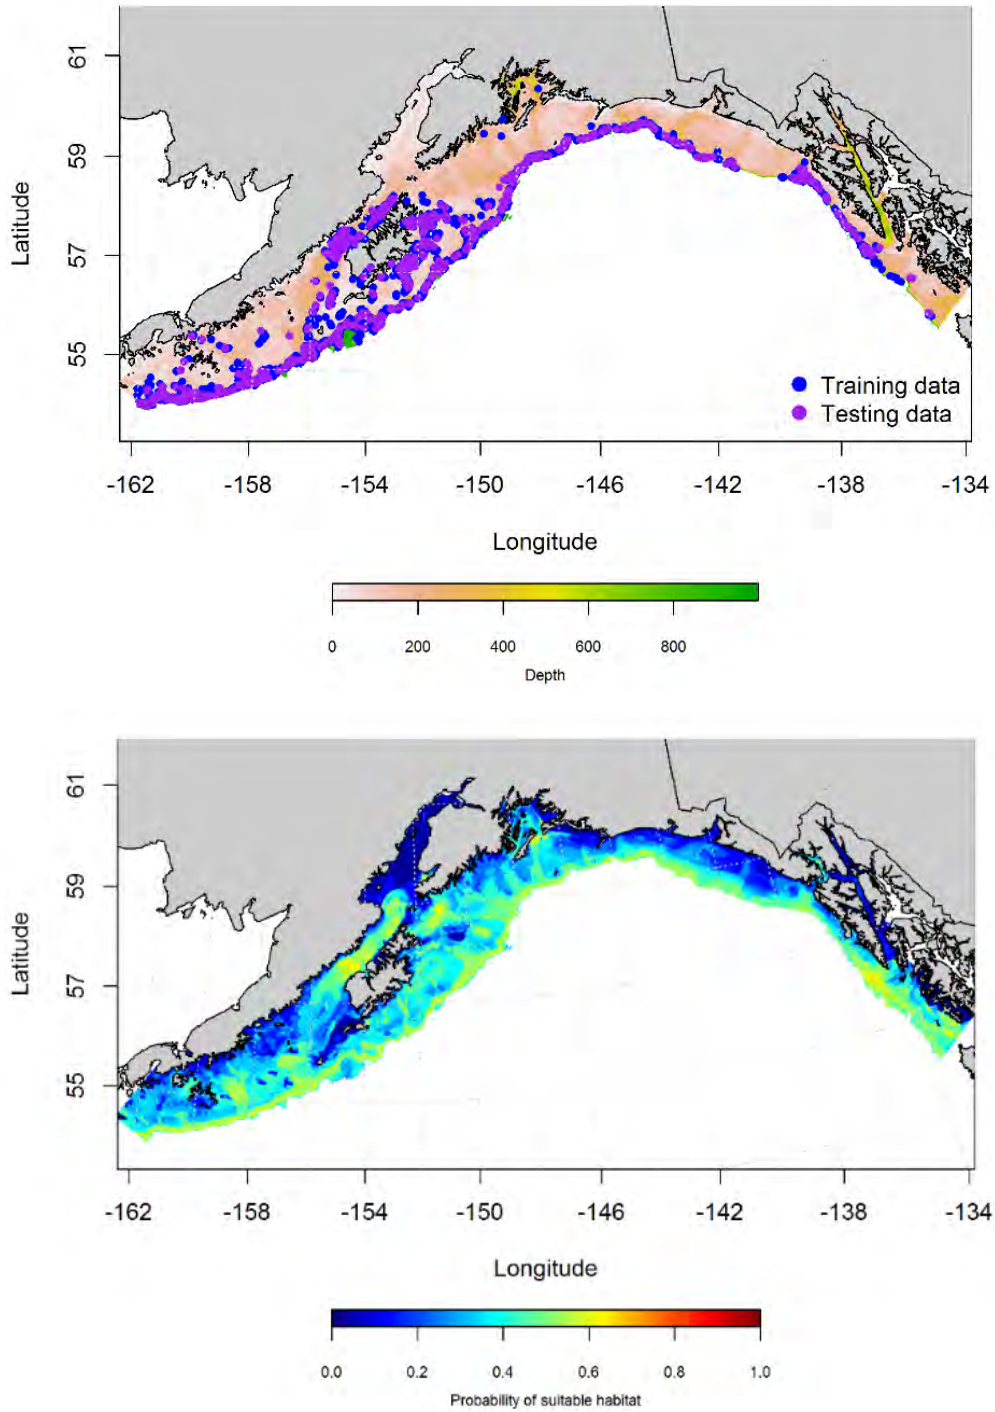 61
59
57
55
Latitude
Training data
Testing data
-162 -158 -154 -150 -146 -142 -138 -134
Longitude
0 200 400 600 800
Depth
61
59
57
55
Latitude
-162 -158 -154 -150 -146 -142 -138 -134
Longitude
0.0 0.2 0.4 0.6 0.8 1.0
Probability of suitable habitat